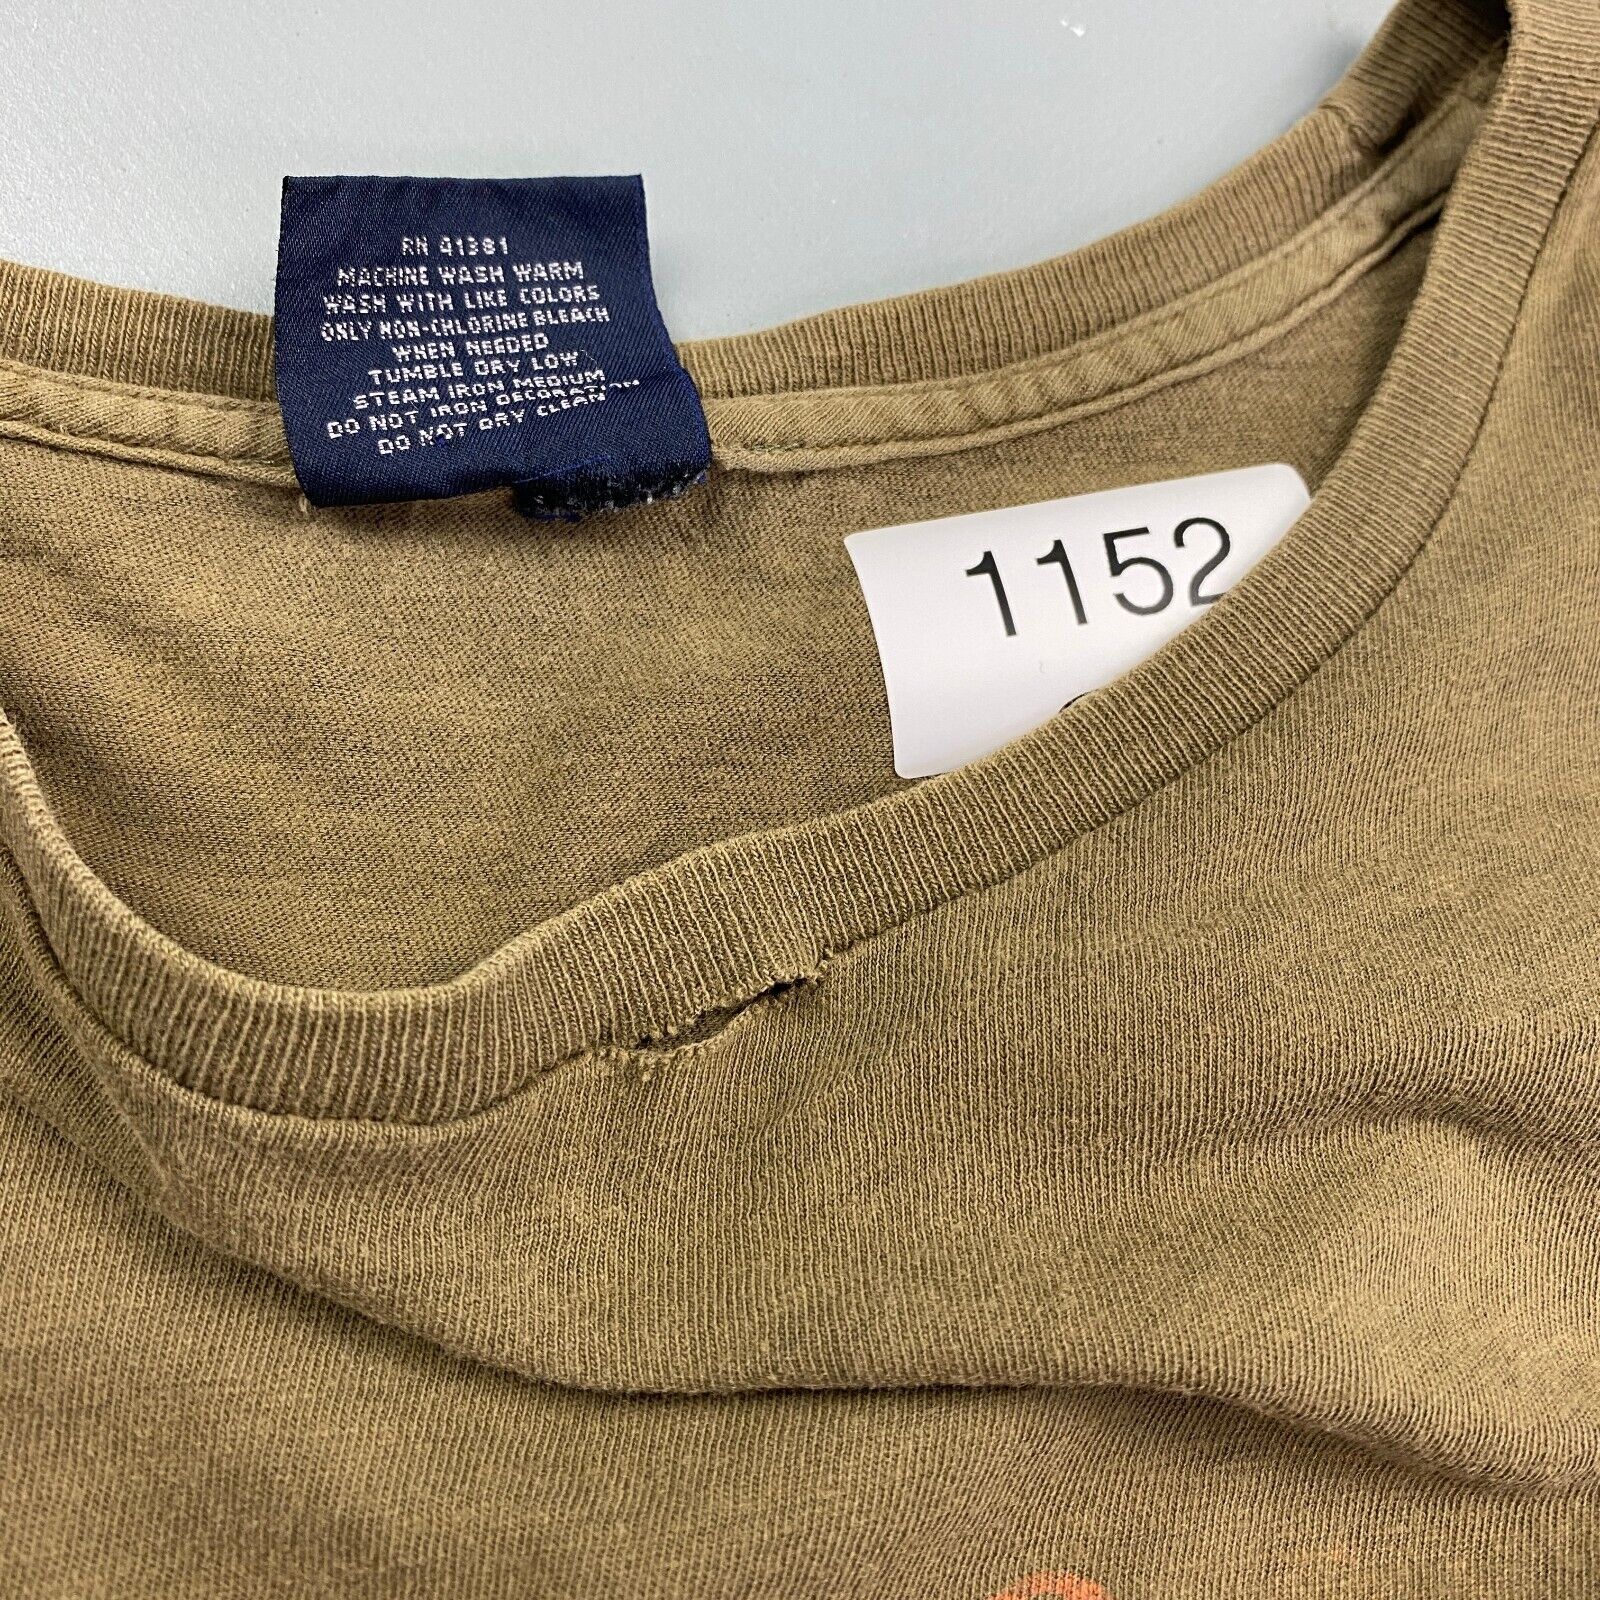 RN 41381
MACHINE WASH WARM
WASH WITH LIKE COLORS
ONLY NON-CHLORINE BLEACH
WHEN NEEDED
TUMBLE DRY LOW
STEAM IRON MEDIUM
DO NOT IRON DECORATION
DO NOT DRY CLEAN
1152